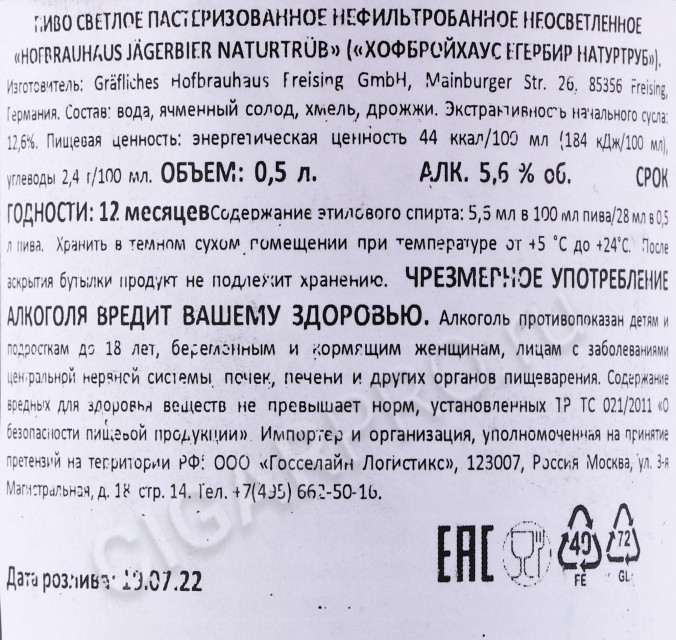 ПИВО СВЕТЛОЕ ПАСТЕРИЗОВАННОЕ НЕФИЛЬТРОВАННОЕ НЕОСВЕТЛЕННОЕ
«HOFBRAUHAUS JÄGERBIER NATURTRÜB» («ХОФБРОЙХАУС ЕГЕРБИР НАТУРТРУБ»).
Изготовитель: Gräfliches Hofbrauhaus Freising GmbH, Mainburger Str. 26, 85356 Freising,
Германия. Состав: вода, ячменный солод, хмель, дрожжи. Экстрактивность начального сусла:
12,6%. Пищевая ценность: энергетическая ценность 44 ккал/100 мл (184 кДж/100 мл),
углеводы 2,4 г/100 мл. ОБЪЕМ: 0,5 л. АЛК. 5,6 % об. СРОК
ГОДНОСТИ: 12 месяцев Содержание этилового спирта: 5,6 мл в 100 мл пива/28 мл в 0,5
л пива. Хранить в темном сухом помещении при температуре от +5 °C до +24°C. После
вскрытия бутылки продукт не подлежит хранению. ЧРЕЗМЕРНОЕ УПОТРЕБЛЕНИЕ
АЛКОГОЛЯ ВРЕДИТ ВАШЕМУ ЗДОРОВЬЮ. Алкоголь противопоказан детям и
подросткам до 18 лет, беременным и кормящим женщинам, лицам с заболеваниями
центральной нервной системы, почек, печени и других органов пищеварения. Содержание
вредных для здоровья веществ не превышает норм, установленных ТР ТС 021/2011 «О
безопасности пищевой продукции». Импортер и организация, уполномоченная на принятие
претензий на территории РФ: ООО «Госселайн Логистикс», 123007, Россия Москва, ул. 3-я
Магистральная, д. 18 стр. 14. Тел. +7(495) 662-50-16.
EAC
40 FE
72 GL
Дата розлива: 19.07.22
CIGARPRO.ru